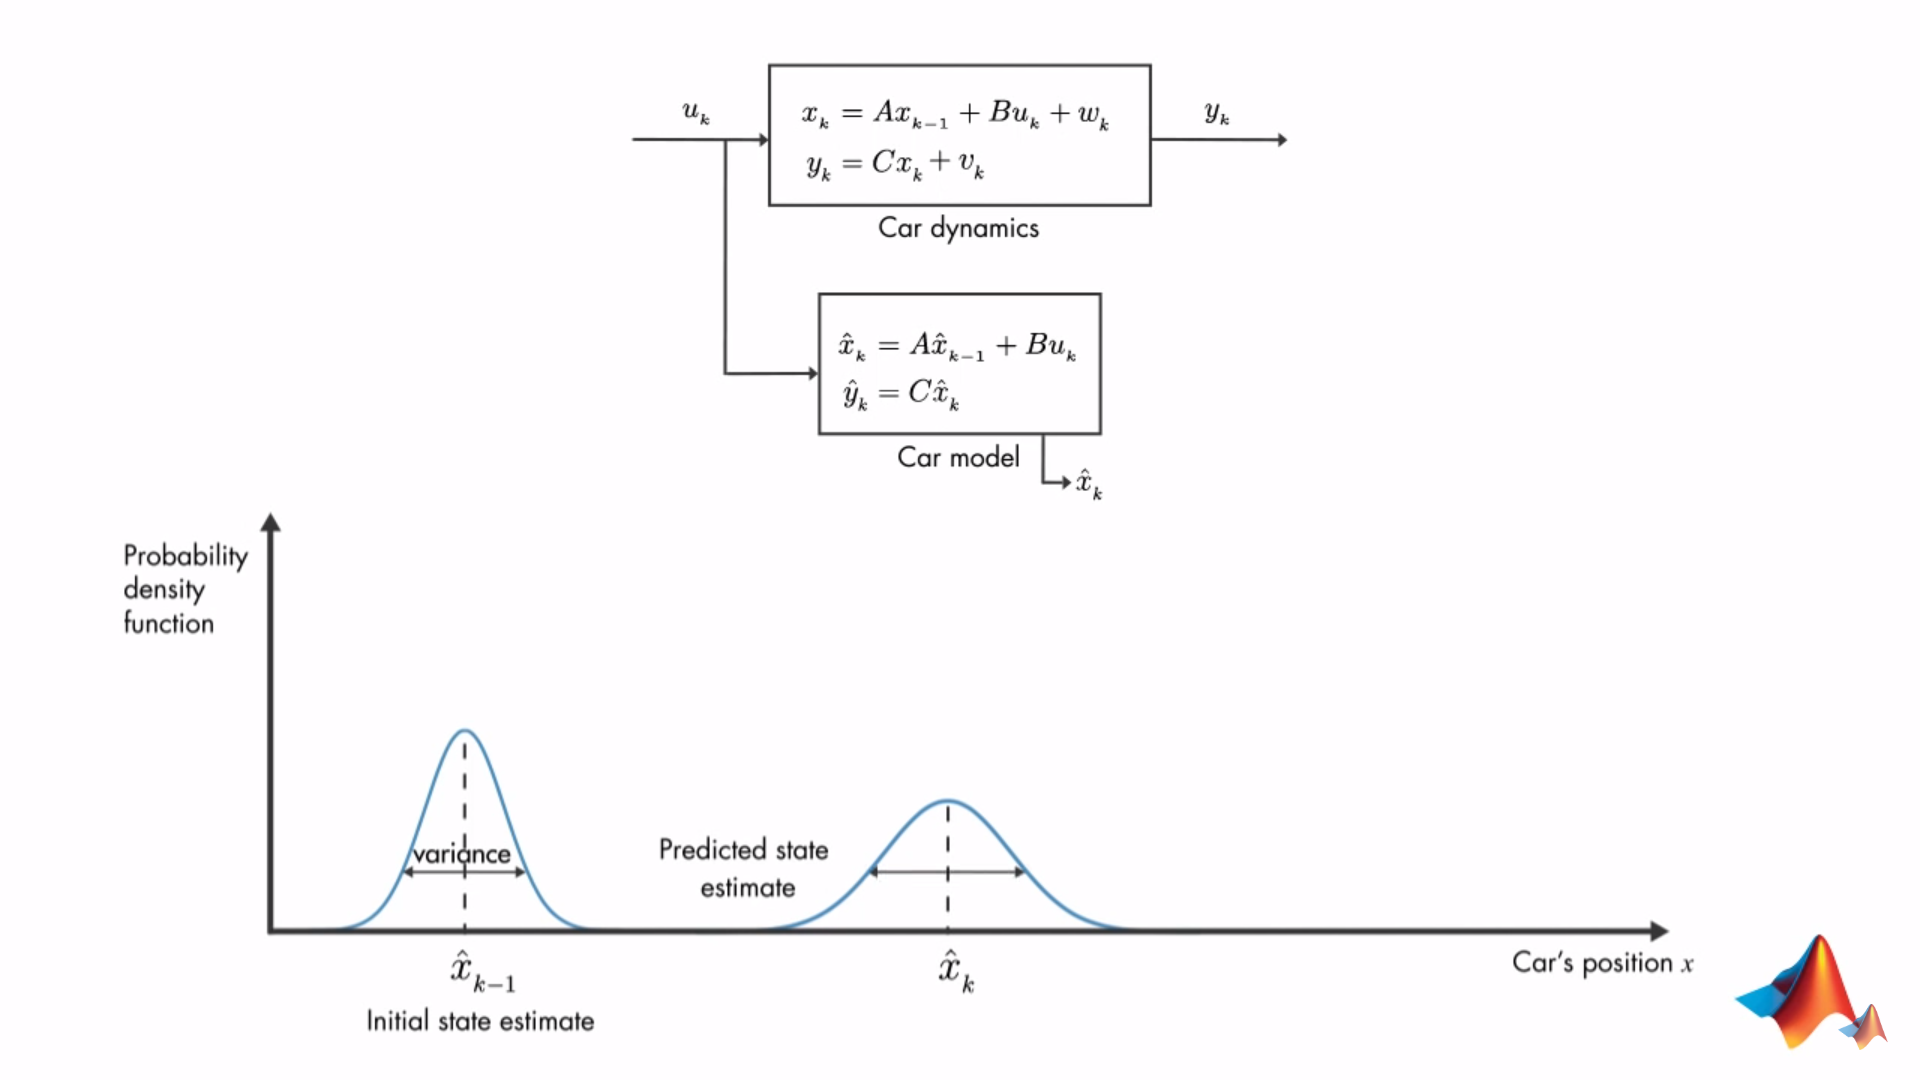 u_k
x_k = Ax_{k−1} + Bu_k + w_k
y_k = Cx_k + v_k
y_k
Car dynamics
x̂_k = Ax̂_{k−1} + Bu_k
ŷ_k = Cx̂_k
Car model
x̂_k
Probability
density
function
variance
Predicted state
estimate
x̂_{k−1}
x̂_k
Car's position x
Initial state estimate